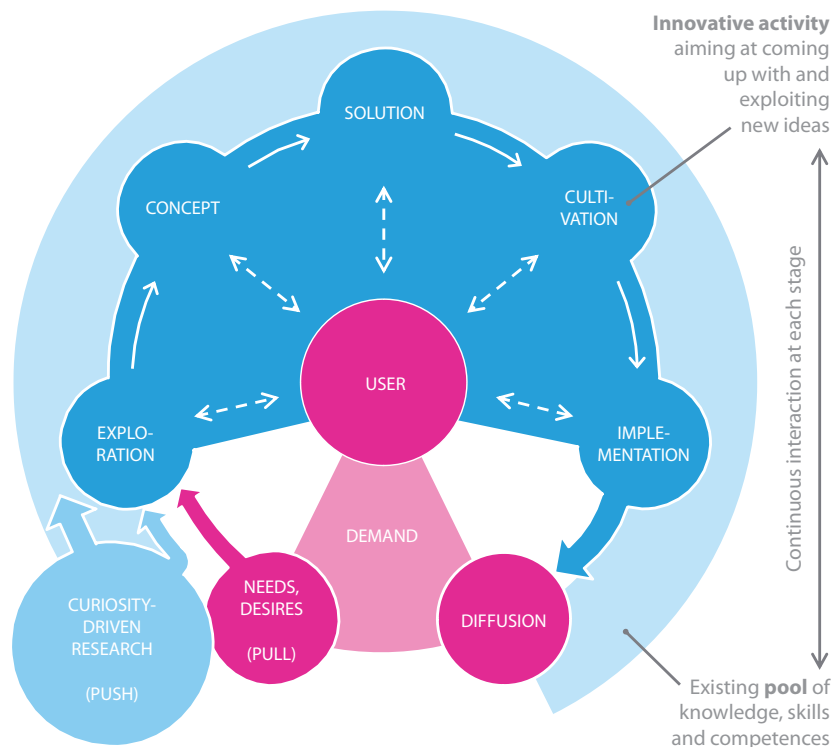 Innovative activity
aiming at coming
up with and
exploiting
new ideas
SOLUTION
CONCEPT
CULTI-
VATION
USER
EXPLO-
RATION
IMPLE-
MENTATION
DEMAND
NEEDS,
DESIRES
(PULL)
DIFFUSION
CURIOSITY-
DRIVEN
RESEARCH
(PUSH)
Continuous interaction at each stage
Existing pool of
knowledge, skills
and competences